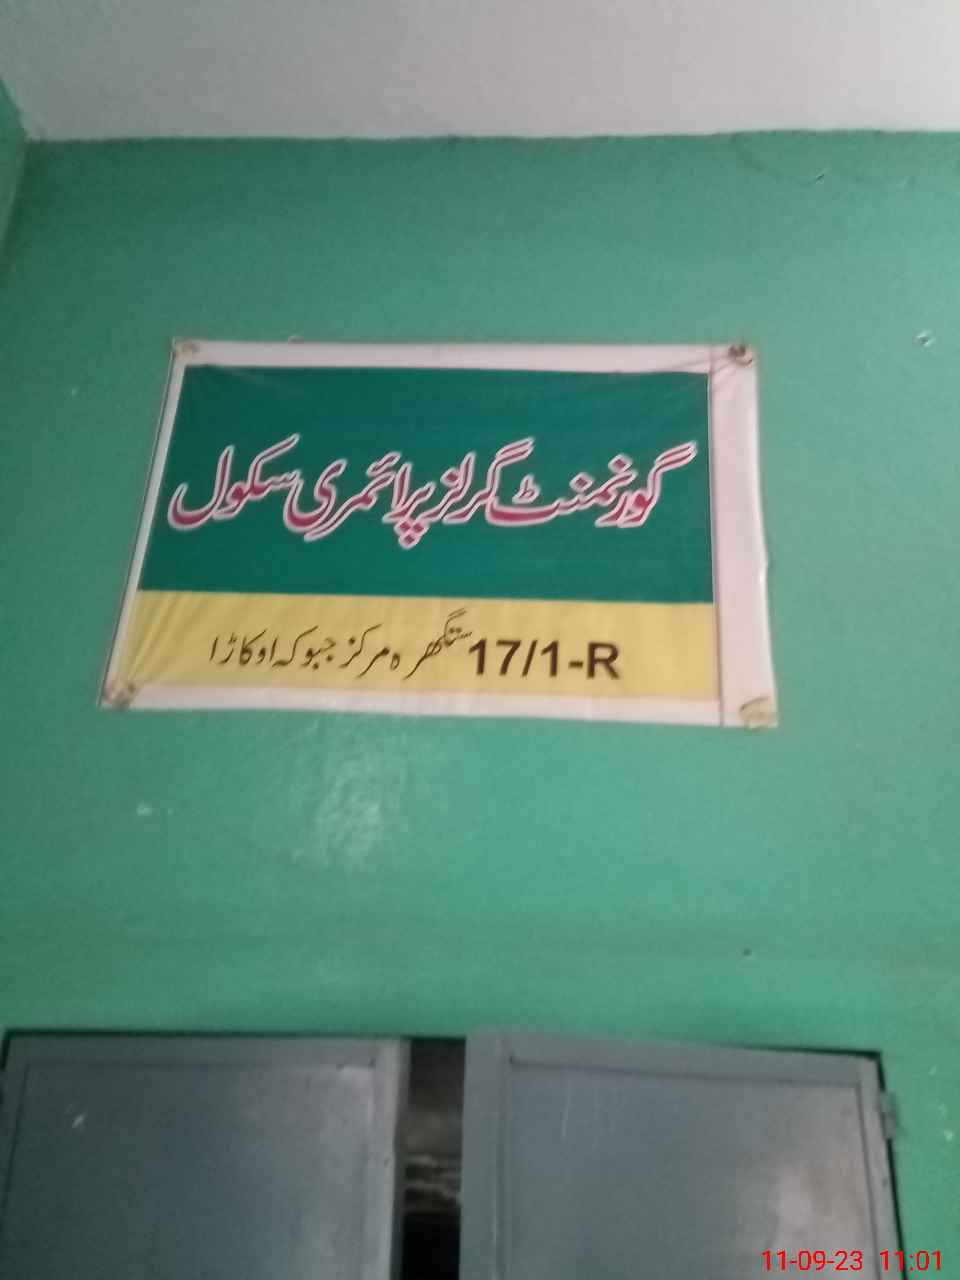 گورنمنٹ گرلز پرائمری سکول
17/1-R ستگھرہ مرکز جبوکہ اوکاڑا
11-09-23 11:01